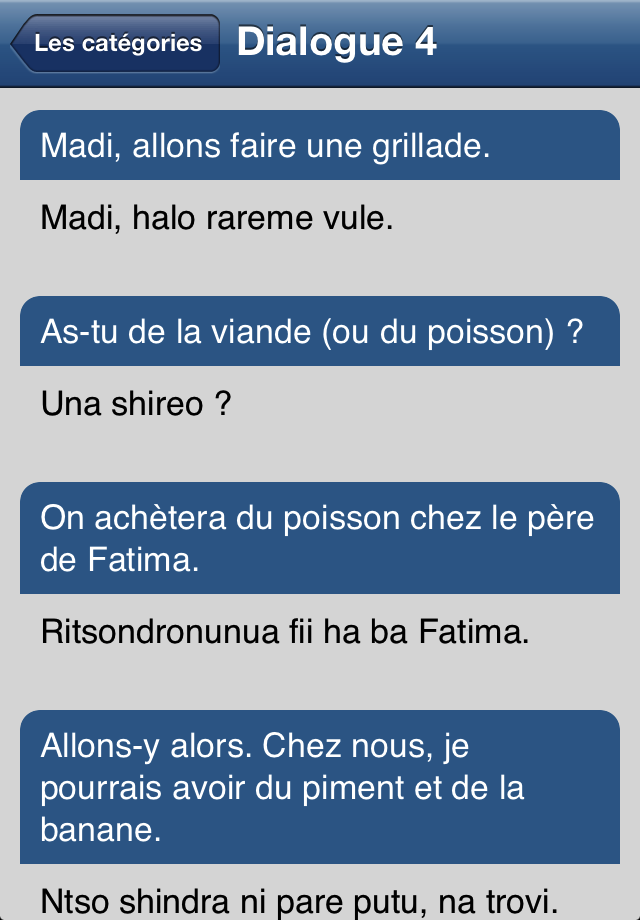 Les catégories
Dialogue 4
Madi, allons faire une grillade.
Madi, halo rareme vule.
As-tu de la viande (ou du poisson) ?
Una shireo ?
On achètera du poisson chez le père
de Fatima.
Ritsondronunua fii ha ba Fatima.
Allons-y alors. Chez nous, je
pourrais avoir du piment et de la
banane.
Ntso shindra ni pare putu, na trovi.